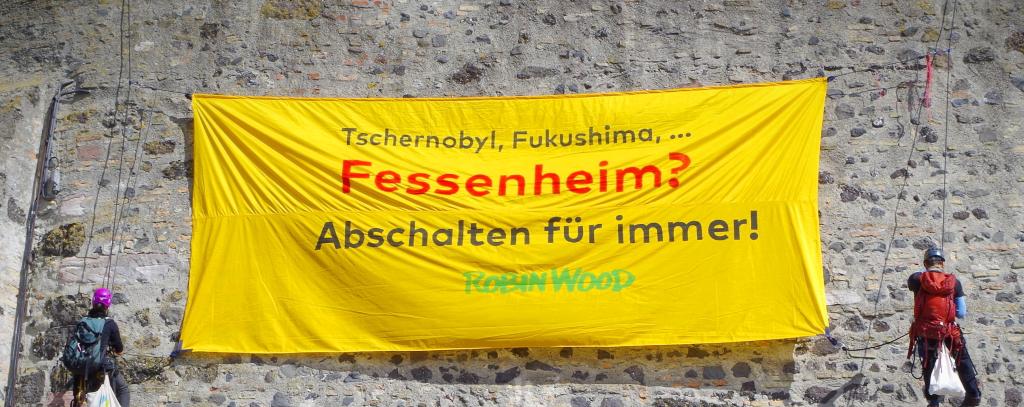 Tschernobyl, Fukushima, ...
Fessenheim?
Abschalten für immer!
ROBIN WOOD